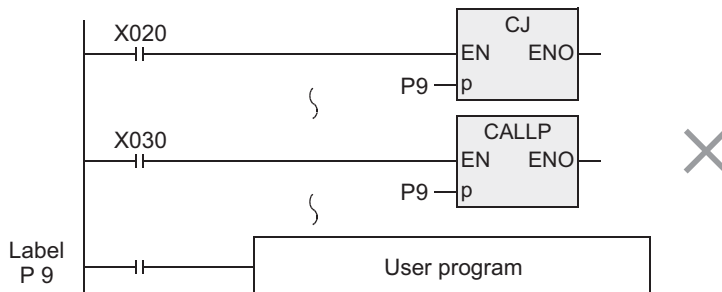 X020
CJ
EN ENO
P9 p
X030
CALLP
EN ENO
P9 p
Label
P 9
User program